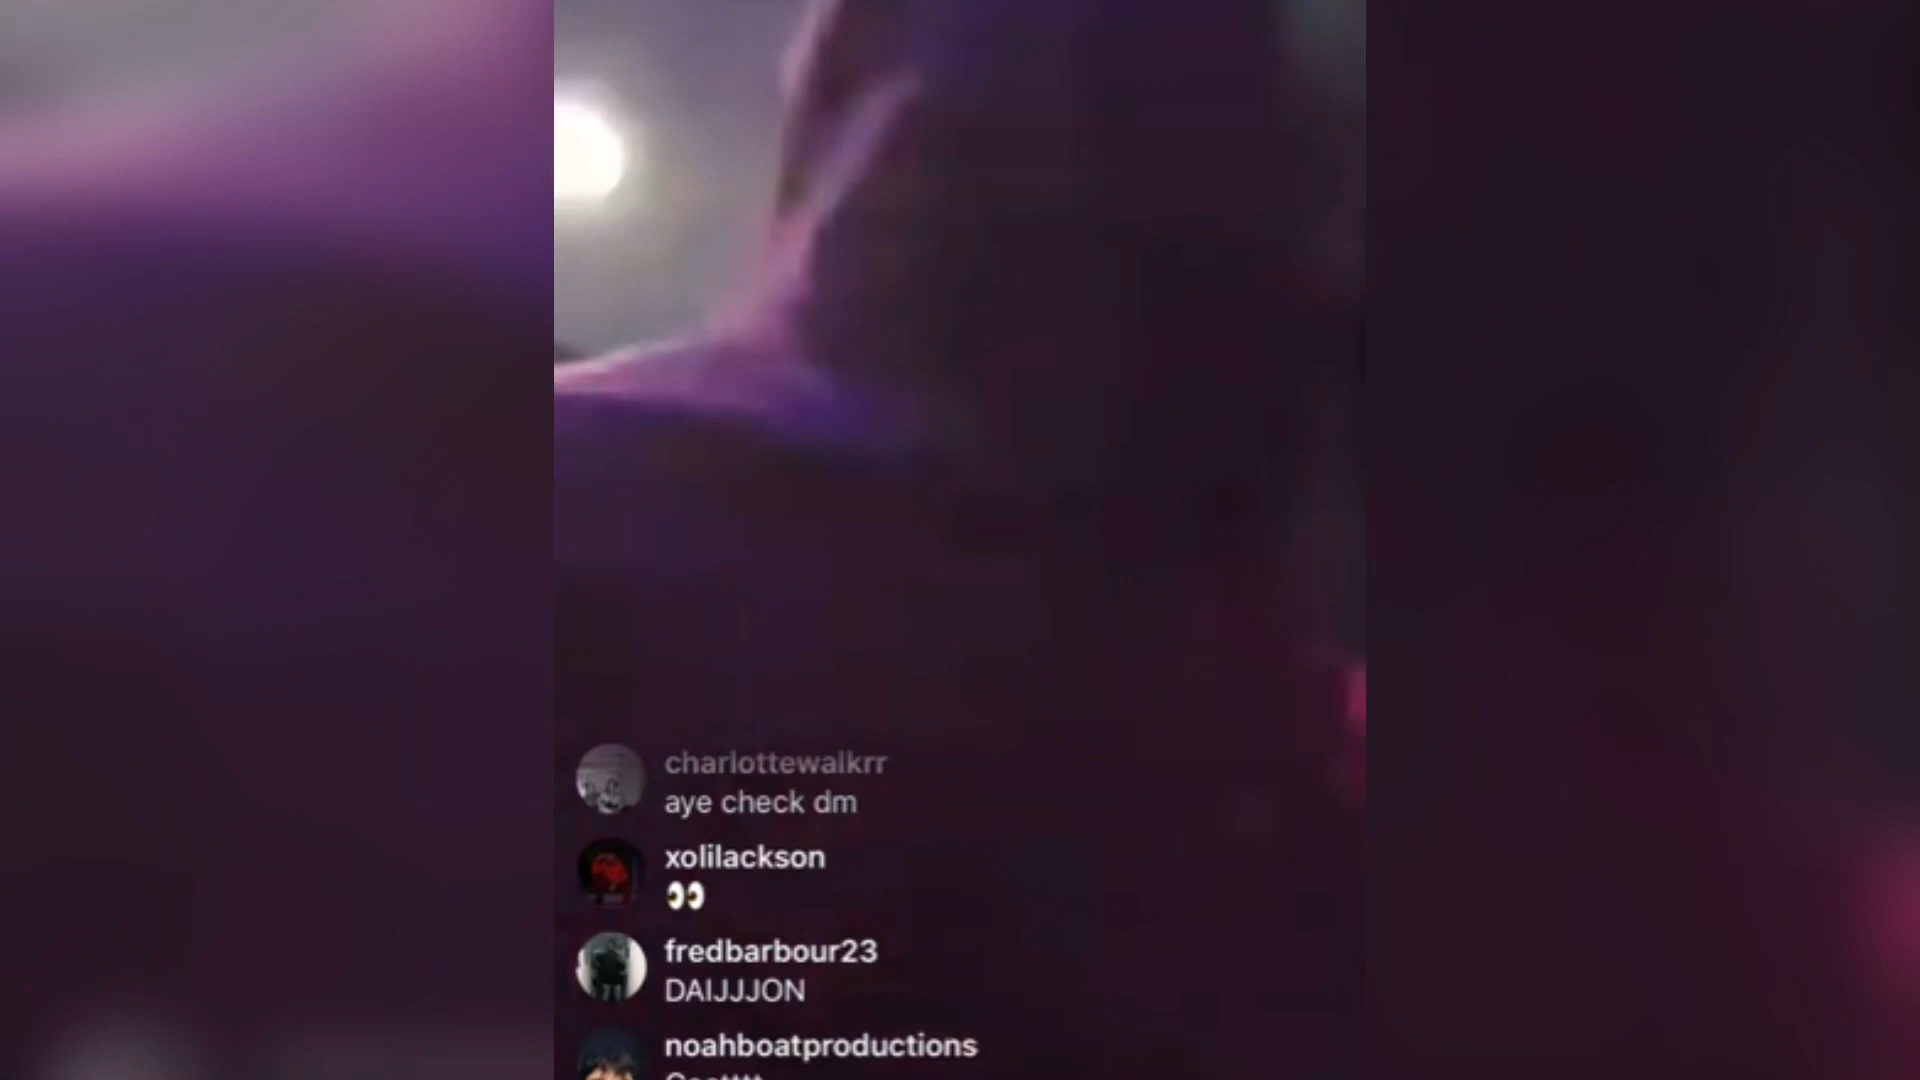 charlottewalkrr
aye check dm
xolilackson
👀
fredbarbour23
DAIJJJON
noahboatproductions